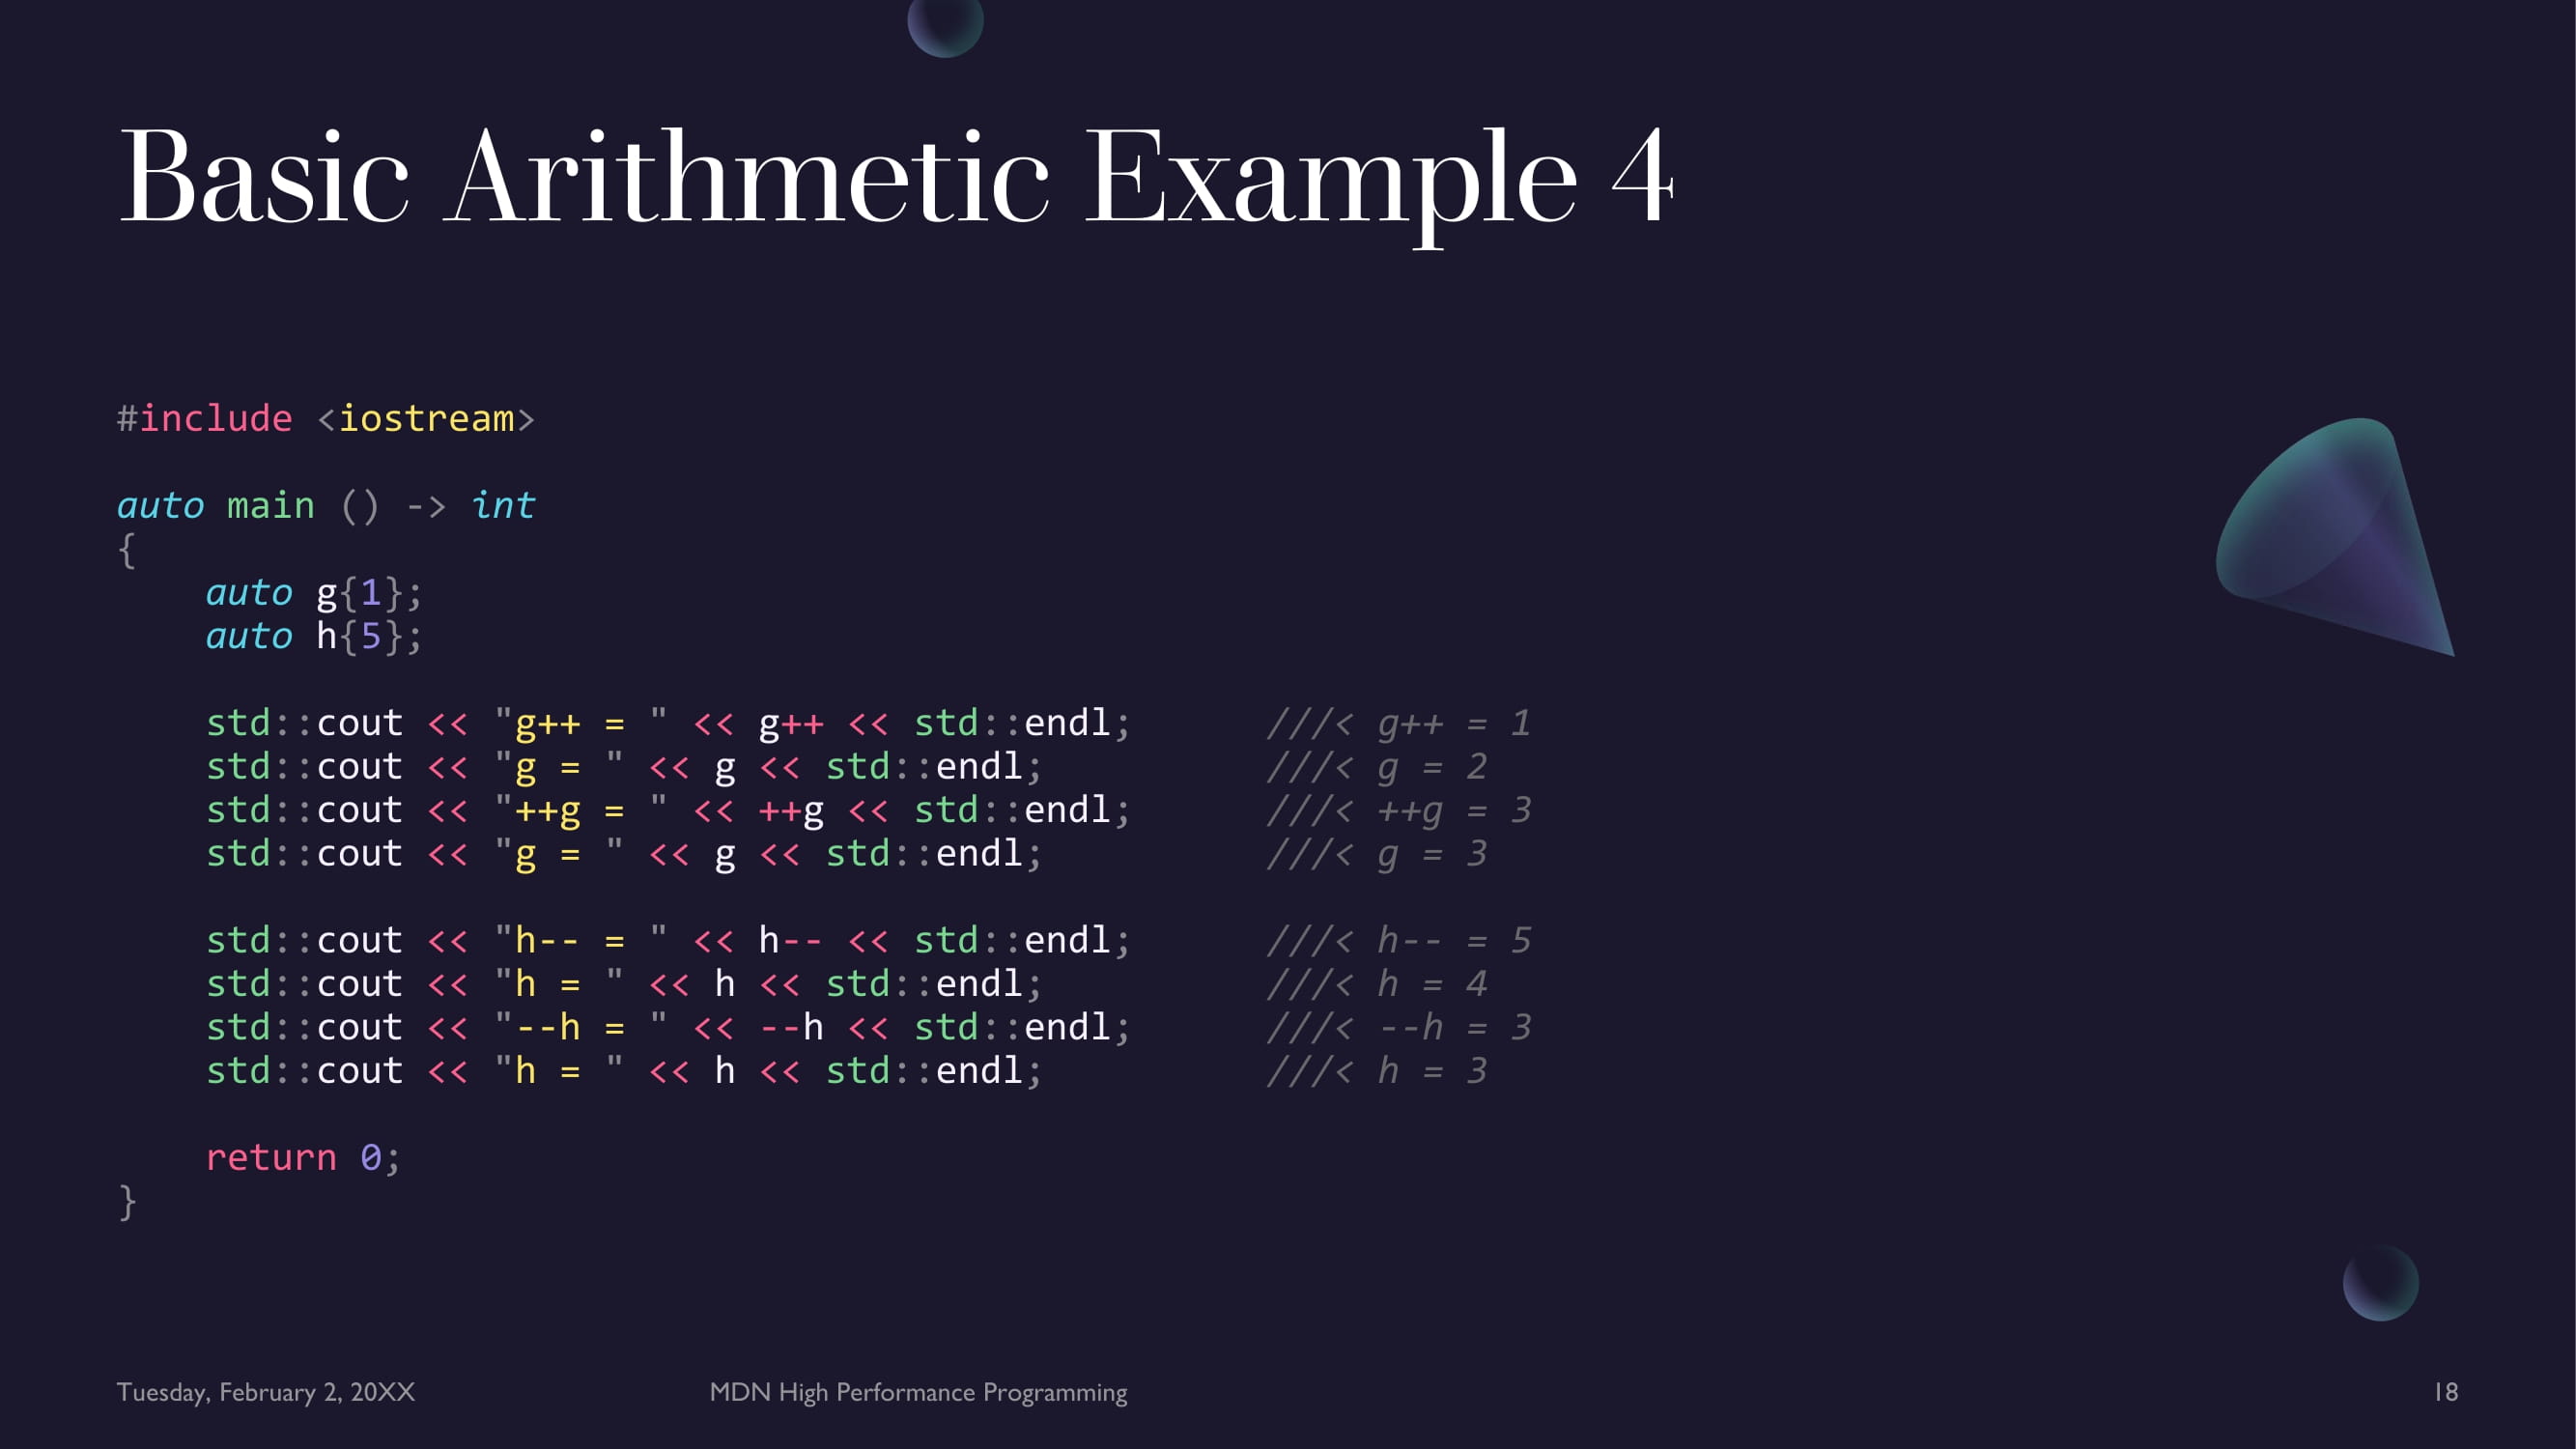 Basic Arithmetic Example 4
#include <iostream>
auto main () -> int
{
    auto g{1};
    auto h{5};
    std::cout << "g++ = " << g++ << std::endl;      ///< g++ = 1
    std::cout << "g = " << g << std::endl;          ///< g = 2
    std::cout << "++g = " << ++g << std::endl;      ///< ++g = 3
    std::cout << "g = " << g << std::endl;          ///< g = 3
    std::cout << "h-- = " << h-- << std::endl;      ///< h-- = 5
    std::cout << "h = " << h << std::endl;          ///< h = 4
    std::cout << "--h = " << --h << std::endl;      ///< --h = 3
    std::cout << "h = " << h << std::endl;          ///< h = 3
    return 0;
}
Tuesday, February 2, 20XX
MDN High Performance Programming
18